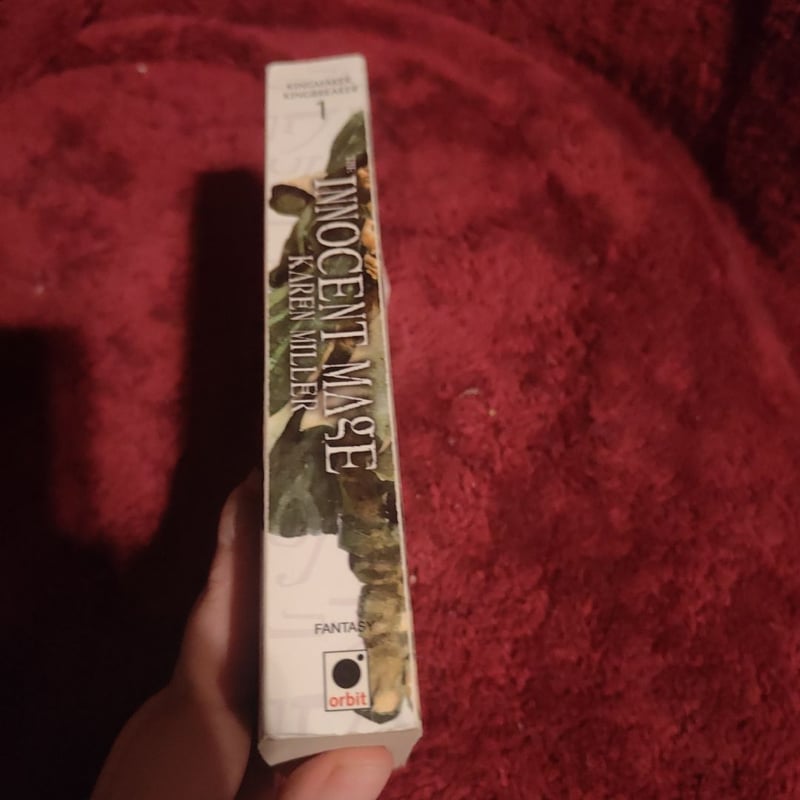 KINGMAKER,
KINGBREAKER
1
THE
INNOCENT MAGE
KAREN MILLER
FANTASY
orbit